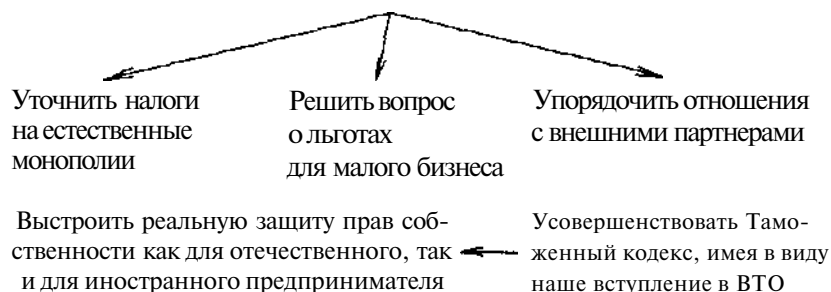 Уточнить налоги
на естественные
монополии
Решить вопрос
о льготах
для малого бизнеса
Упорядочить отношения
с внешними партнерами
Выстроить реальную защиту прав соб-
ственности как для отечественного, так
и для иностранного предпринимателя
Усовершенствовать Тамо-
женный кодекс, имея в виду
наше вступление в ВТО